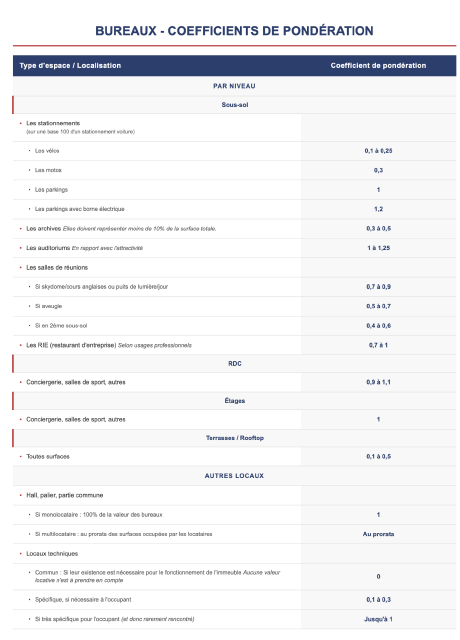 BUREAUX - COEFFICIENTS DE PONDÉRATION
Type d'espace / Localisation Coefficient de pondération
PAR NIVEAU
Sous-sol
• Les stationnements
(sur une base 100 d'un stationnement voiture)
• Les vélos 0,1 à 0,25
• Les motos 0,3
• Les parkings 1
• Les parkings avec borne électrique 1,2
• Les archives Elles doivent représenter moins de 10% de la surface totale. 0,3 à 0,5
• Les auditoriums En rapport avec l'attractivité 1 à 1,25
• Les salles de réunions
• Si skydome/sours anglaises ou puits de lumière/jour 0,7 à 0,9
• Si aveugle 0,5 à 0,7
• Si en 2ème sous-sol 0,4 à 0,6
• Les RIE (restaurant d'entreprise) Selon usages professionnels 0,7 à 1
RDC
• Conciergerie, salles de sport, autres 0,9 à 1,1
Étages
• Conciergerie, salles de sport, autres 1
Terrasses / Rooftop
• Toutes surfaces 0,1 à 0,5
AUTRES LOCAUX
• Hall, palier, partie commune
• Si monolocataire : 100% de la valeur des bureaux 1
• Si multilocataire : au prorata des surfaces occupées par les locataires Au prorata
• Locaux techniques
• Commun : Si leur existence est nécessaire pour le fonctionnement de l'immeuble Aucune valeur
locative n'est à prendre en compte 0
• Spécifique, si nécessaire à l'occupant 0,1 à 0,3
• Si très spécifique pour l'occupant (et donc rarement rencontré) Jusqu'à 1